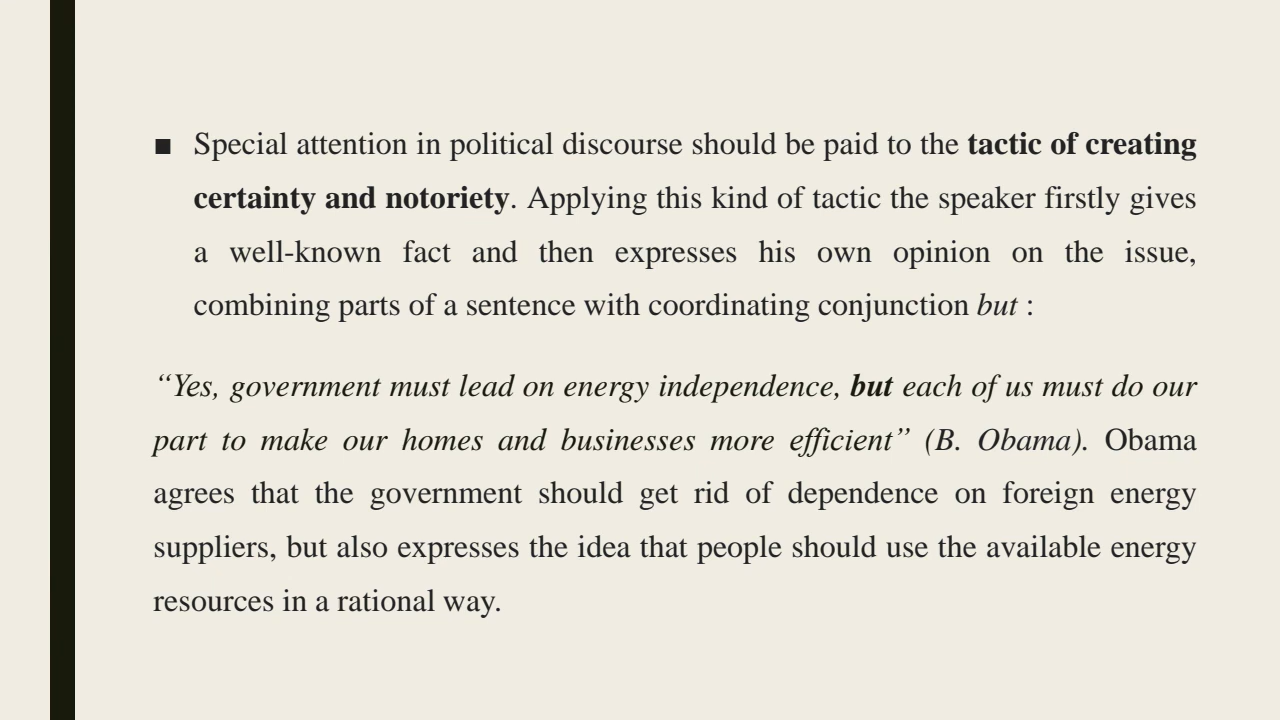 ▪ Special attention in political discourse should be paid to the tactic of creating
certainty and notoriety. Applying this kind of tactic the speaker firstly gives
a well-known fact and then expresses his own opinion on the issue,
combining parts of a sentence with coordinating conjunction but :
“Yes, government must lead on energy independence, but each of us must do our
part to make our homes and businesses more efficient” (B. Obama). Obama
agrees that the government should get rid of dependence on foreign energy
suppliers, but also expresses the idea that people should use the available energy
resources in a rational way.